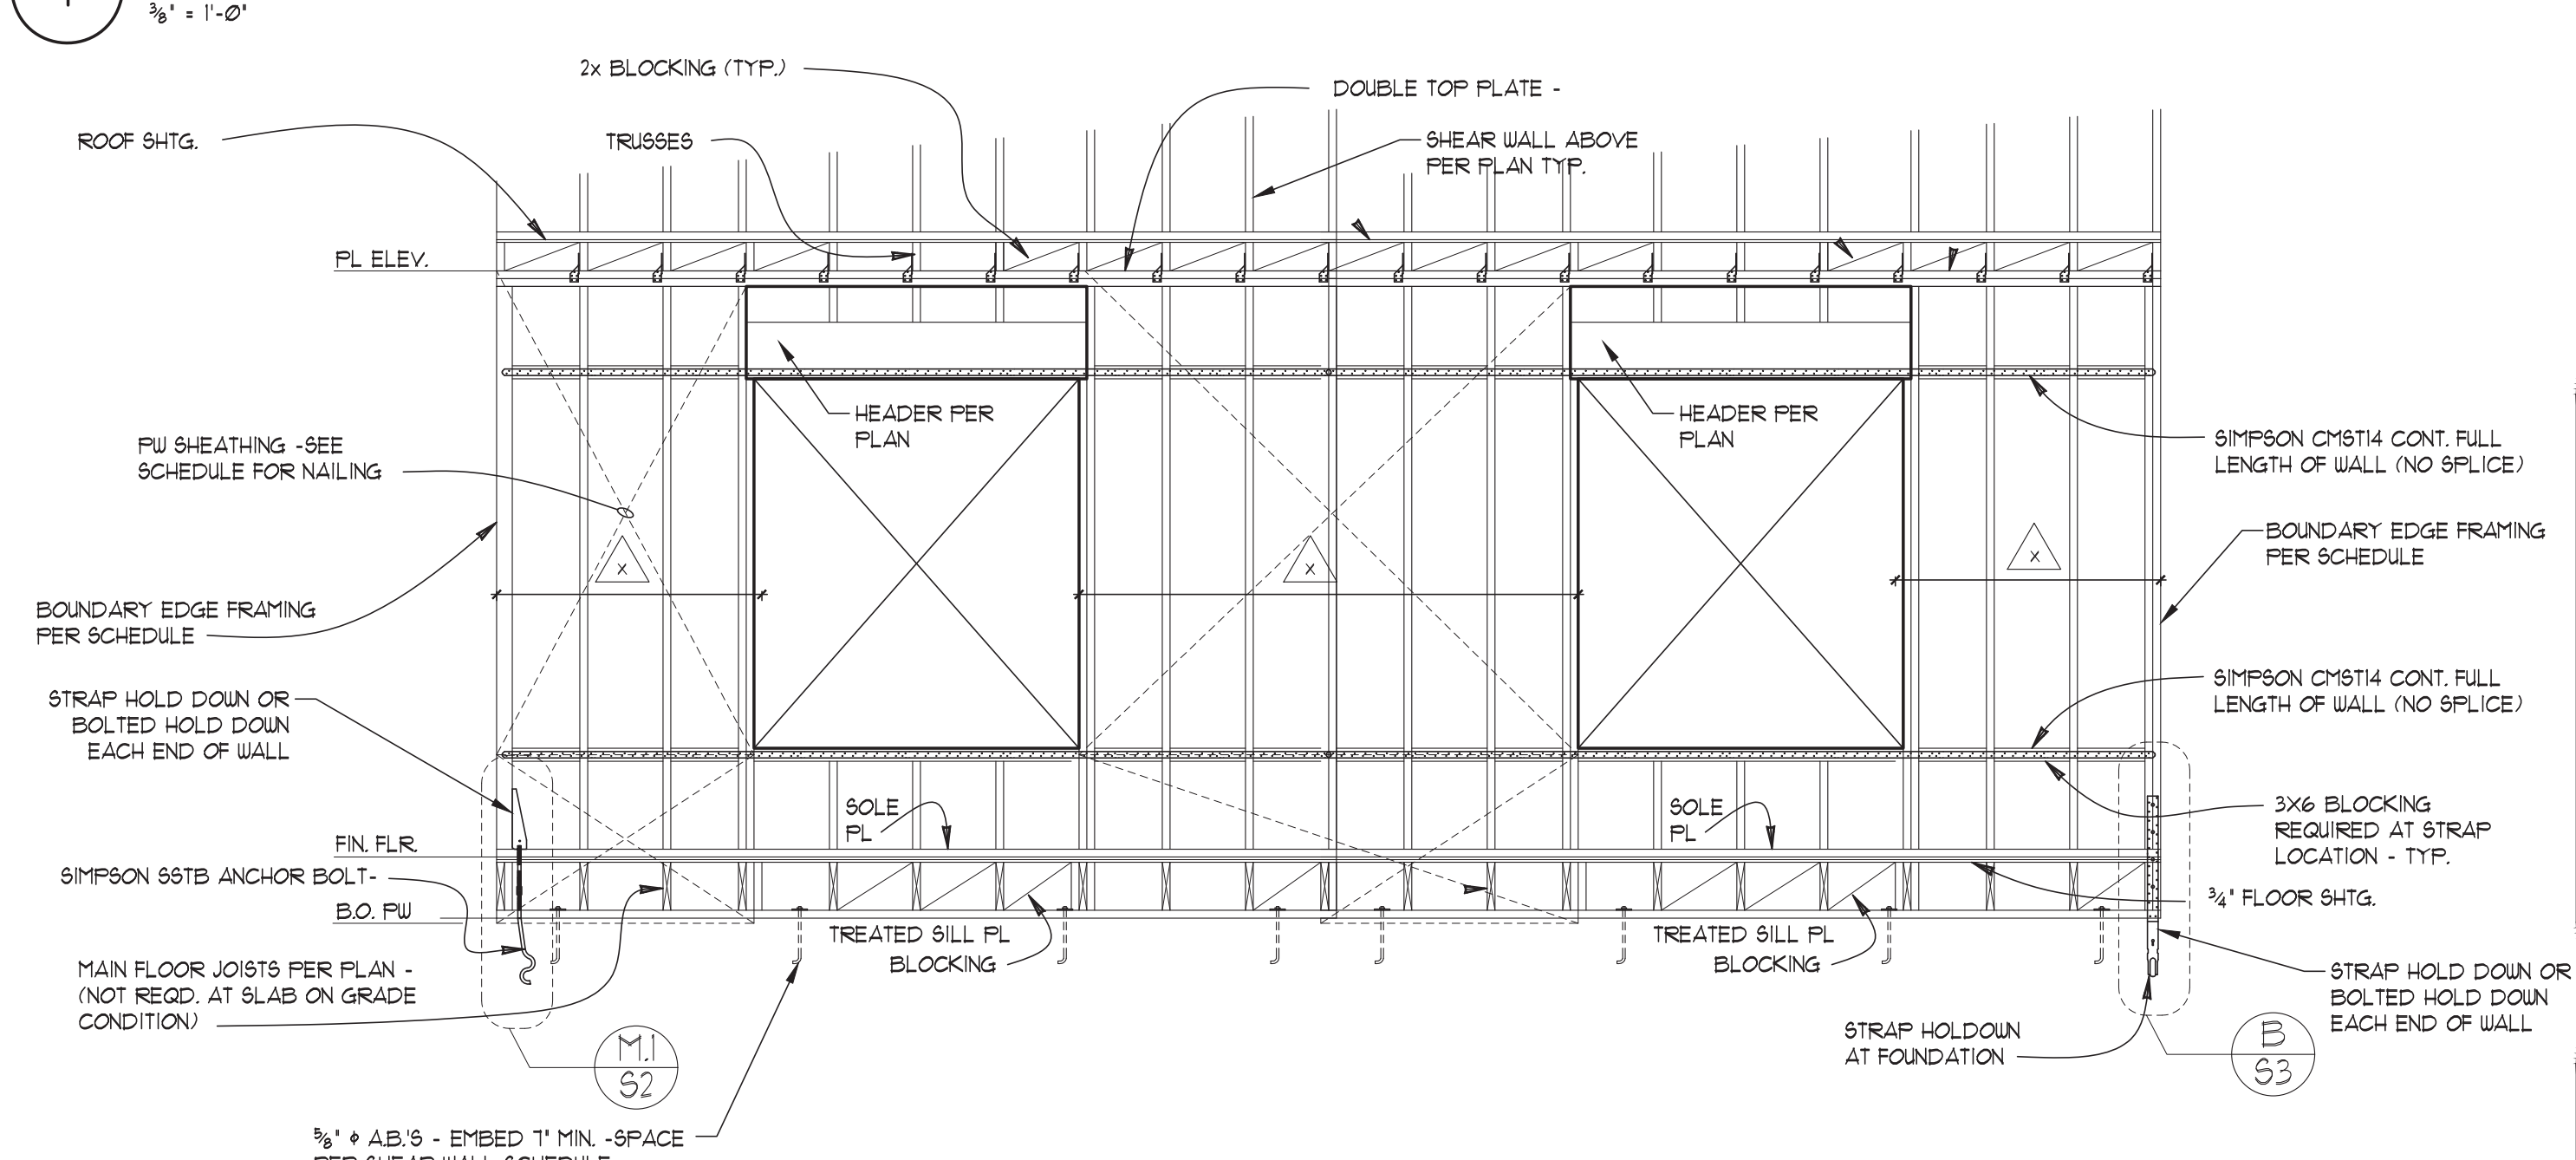 3/8" = 1'-0"
2x BLOCKING (TYP.)
DOUBLE TOP PLATE -
ROOF SHTG.
TRUSSES
SHEAR WALL ABOVE
PER PLAN TYP.
PL ELEV.
HEADER PER
PLAN
HEADER PER
PLAN
PW SHEATHING -SEE
SCHEDULE FOR NAILING
SIMPSON CMST14 CONT. FULL
LENGTH OF WALL (NO SPLICE)
BOUNDARY EDGE FRAMING
PER SCHEDULE
X
X
X
BOUNDARY EDGE FRAMING
PER SCHEDULE
STRAP HOLD DOWN OR
BOLTED HOLD DOWN
EACH END OF WALL
SIMPSON CMST14 CONT. FULL
LENGTH OF WALL (NO SPLICE)
SOLE
PL
SOLE
PL
3X6 BLOCKING
REQUIRED AT STRAP
LOCATION - TYP.
FIN. FLR.
SIMPSON SSTB ANCHOR BOLT-
3/4" FLOOR SHTG.
B.O. PW
TREATED SILL PL
BLOCKING
TREATED SILL PL
BLOCKING
MAIN FLOOR JOISTS PER PLAN -
(NOT REQD. AT SLAB ON GRADE
CONDITION)
STRAP HOLD DOWN OR
BOLTED HOLD DOWN
EACH END OF WALL
STRAP HOLDOWN
AT FOUNDATION
M.1
S2
B
S3
5/8" ϕ A.B.'S - EMBED 7" MIN. -SPACE
PER SHEAR WALL SCHEDULE